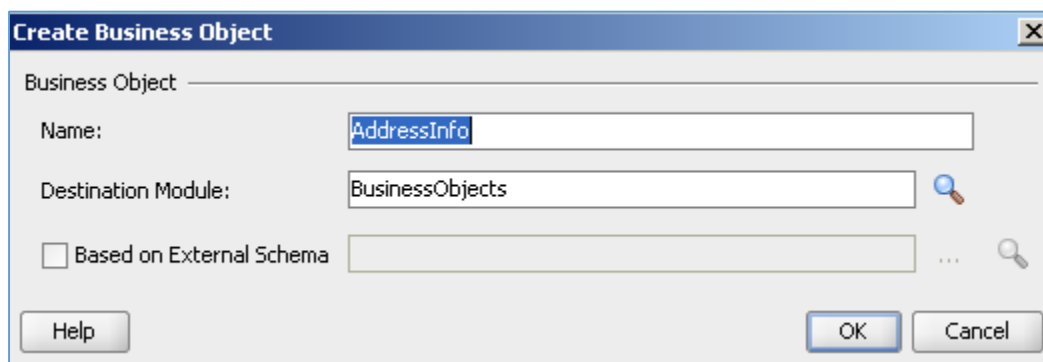 Create Business Object
Business Object
Name: AddressInfo
Destination Module: BusinessObjects
Based on External Schema ...
Help OK Cancel